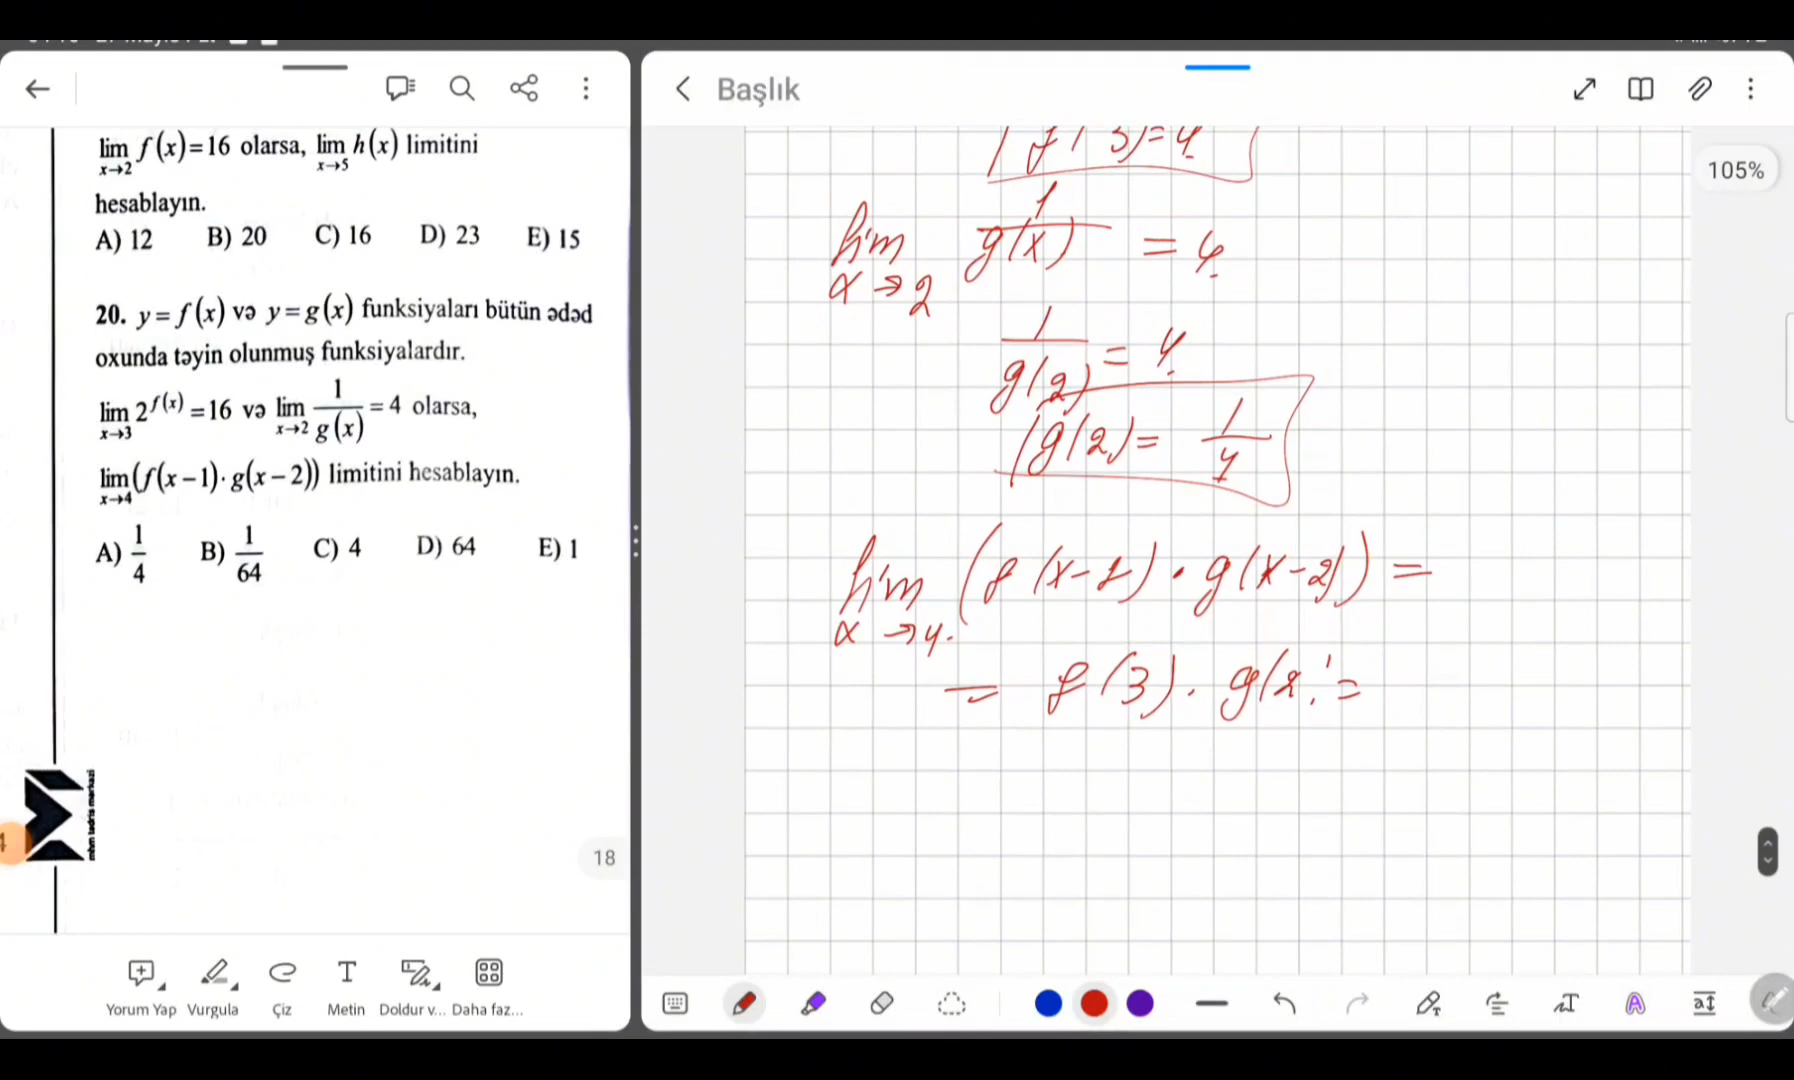 lim f(x)=16 olarsa, lim h(x) limitini
x→2 x→5
hesablayın.
A) 12 B) 20 C) 16 D) 23 E) 15
20. y=f(x) və y=g(x) funksiyaları bütün ədəd
oxunda təyin olunmuş funksiyalardır.
lim 2^f(x) =16 və lim 1/g(x) =4 olarsa,
x→3 x→2
lim(f(x−1)·g(x−2)) limitini hesablayın.
x→4
A) 1/4 B) 1/64 C) 4 D) 64 E) 1
18
Yorum Yap Vurgula Çiz Metin Doldur v... Daha faz...
Başlık
105%
f(3)=4
lim 1/g(x) = 4
x→2
1/g(2) = 4
g(2)= 1/4
lim (f(x-1)·g(x-2)) =
x→4
= f(3)·g(2)=